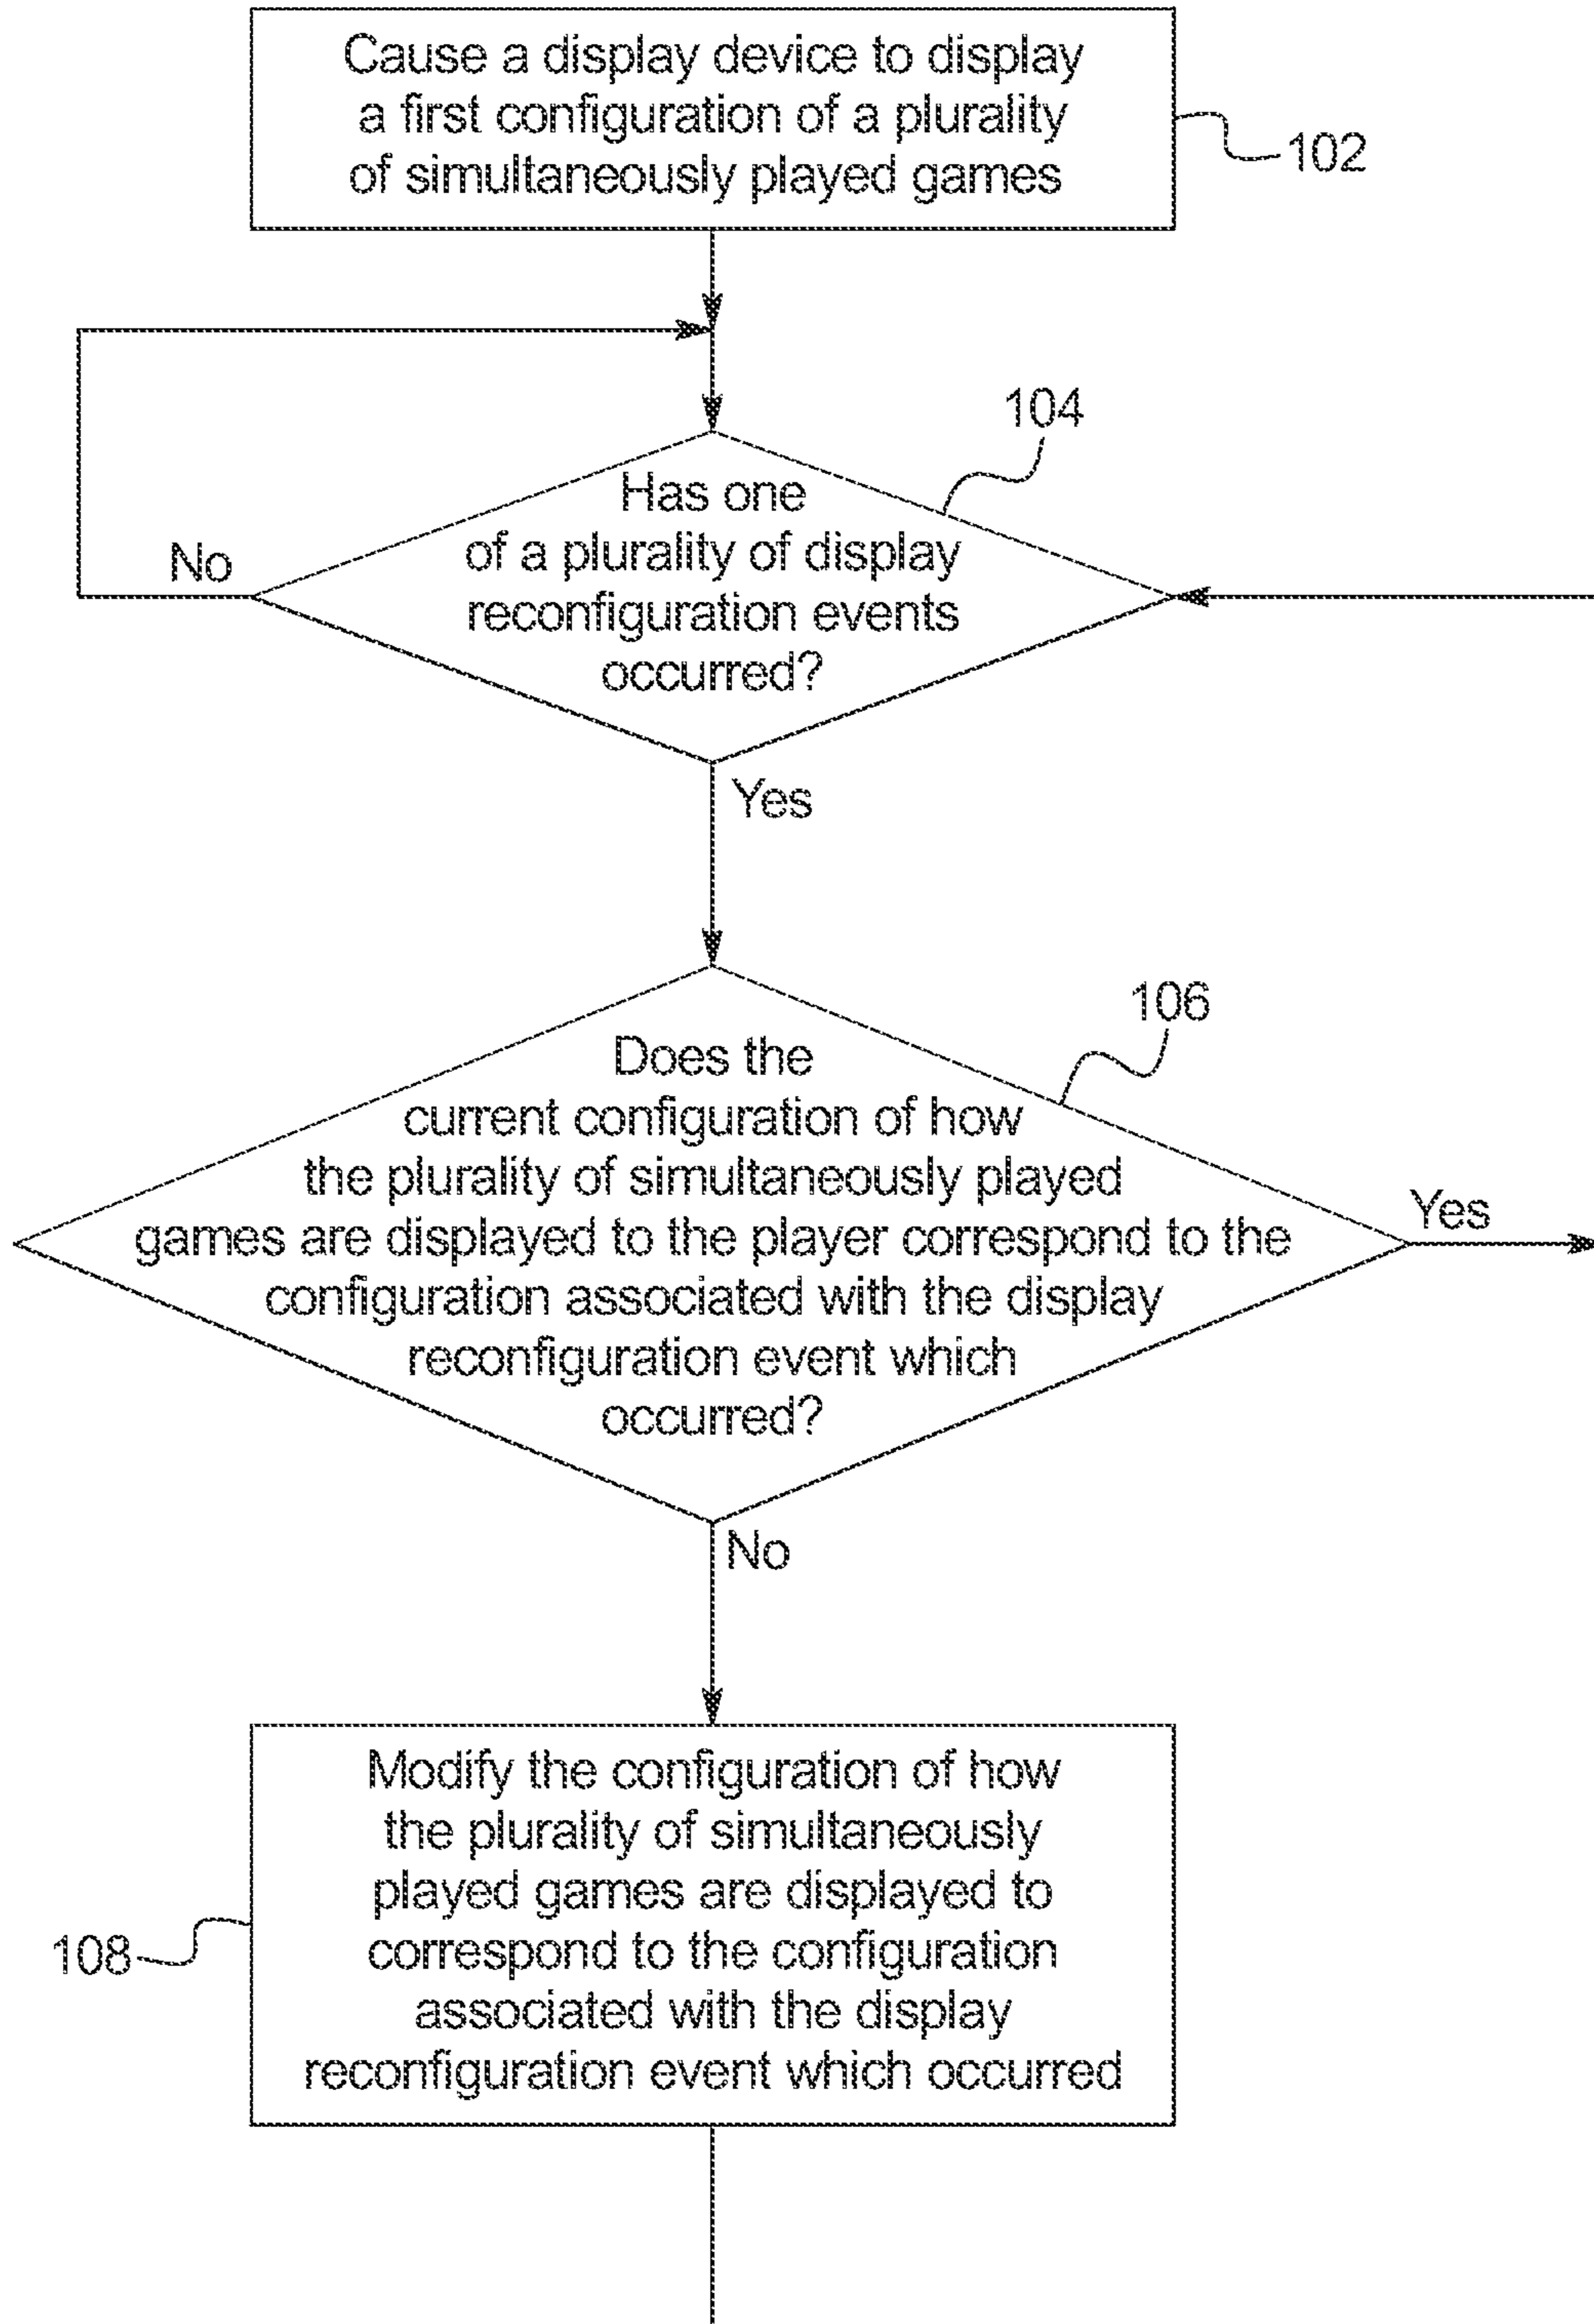 Cause a display device to display
a first configuration of a plurality
of simultaneously played games
102
104
Has one
of a plurality of display
reconfiguration events
occurred?
No
Yes
106
Does the
current configuration of how
the plurality of simultaneously played
games are displayed to the player correspond to the
configuration associated with the display
reconfiguration event which
occurred?
Yes
No
Modify the configuration of how
the plurality of simultaneously
played games are displayed to
correspond to the configuration
associated with the display
reconfiguration event which occurred
108